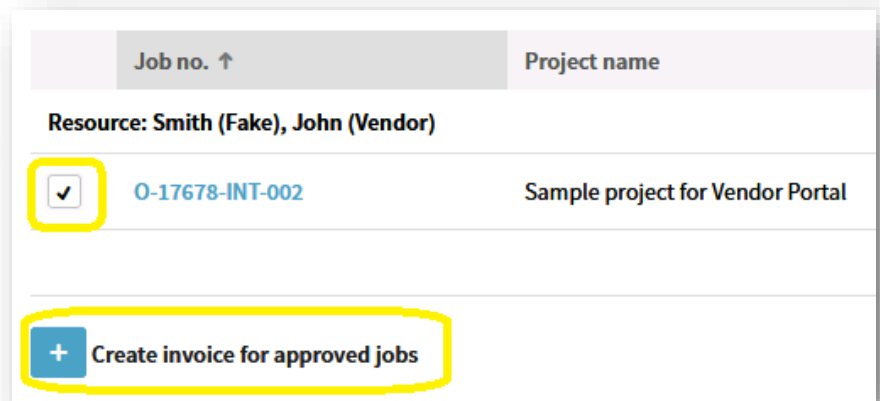 Job no. ↑ Project name
Resource: Smith (Fake), John (Vendor)
O-17678-INT-002 Sample project for Vendor Portal
+ Create invoice for approved jobs